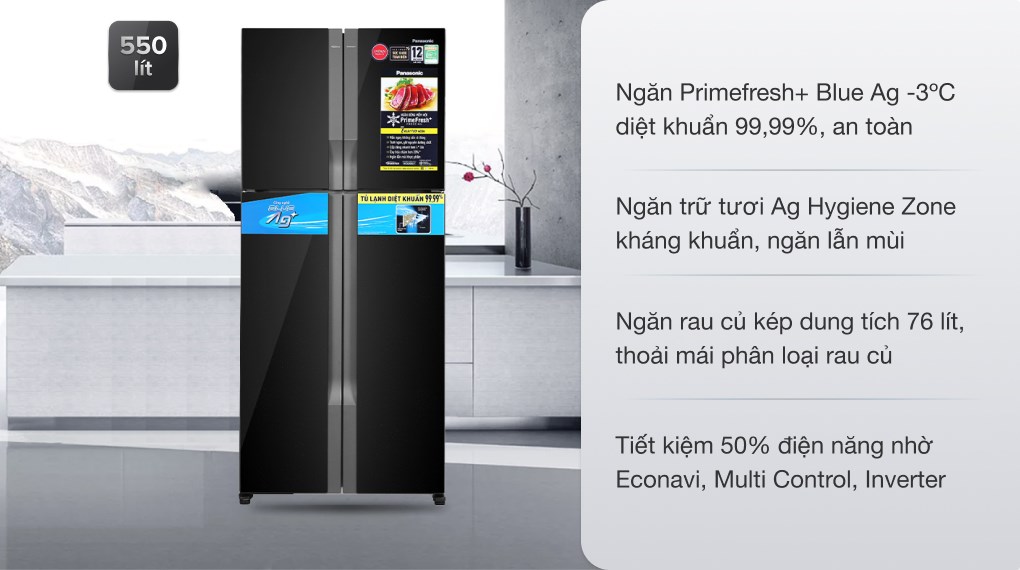 550
lít
Panasonic
12
Panasonic
PrimeFresh+
TỦ LẠNH DIỆT KHUẨN 99.99%
Ag+
Ngăn Primefresh+ Blue Ag -3ºC
diệt khuẩn 99,99%, an toàn
Ngăn trữ tươi Ag Hygiene Zone
kháng khuẩn, ngăn lẫn mùi
Ngăn rau củ kép dung tích 76 lít,
thoải mái phân loại rau củ
Tiết kiệm 50% điện năng nhờ
Econavi, Multi Control, Inverter